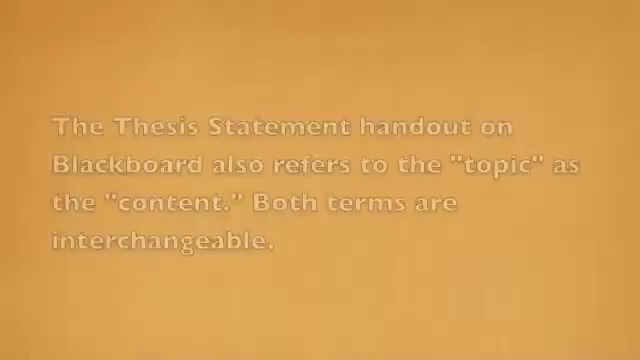 The Thesis Statement handout on
Blackboard also refers to the "topic" as
the "content." Both terms are
interchangeable.